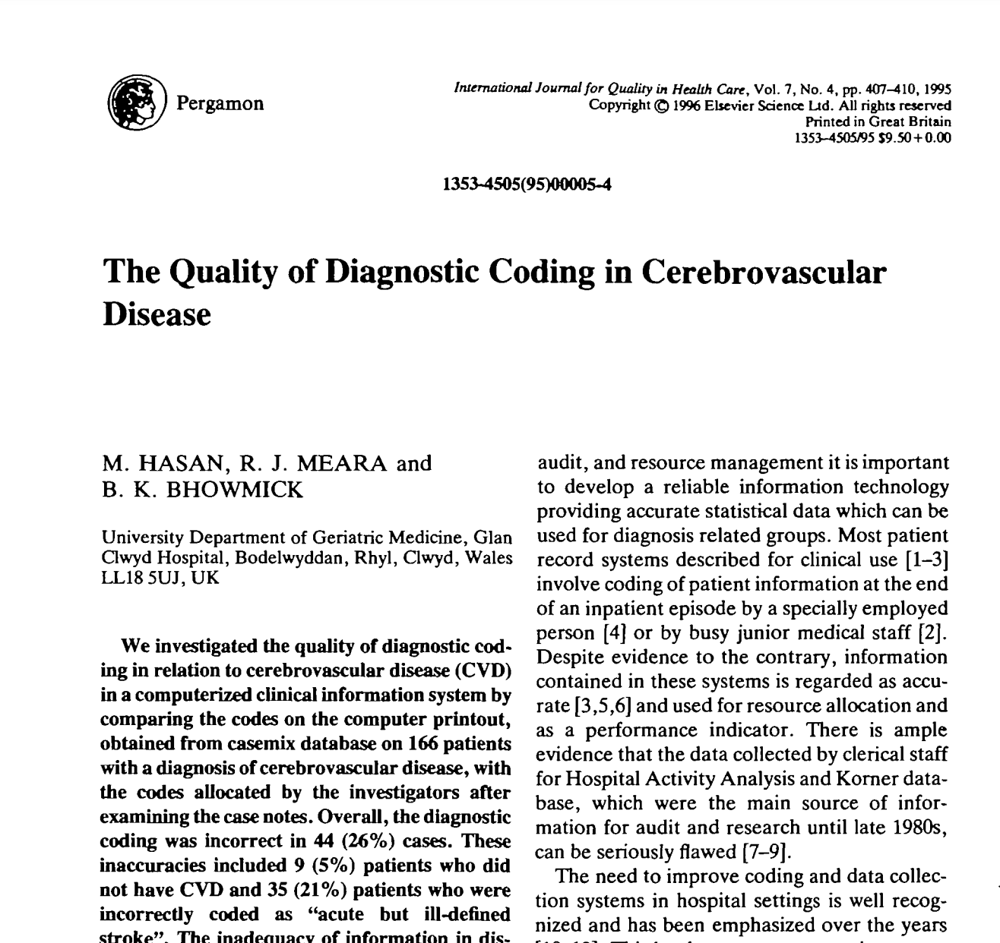 Pergamon
International Journal for Quality in Health Care, Vol. 7, No. 4, pp. 407–410, 1995
Copyright © 1996 Elsevier Science Ltd. All rights reserved
Printed in Great Britain
1353–4505/95 $9.50+0.00
1353-4505(95)00005-4
The Quality of Diagnostic Coding in Cerebrovascular
Disease
M. HASAN, R. J. MEARA and
B. K. BHOWMICK
University Department of Geriatric Medicine, Glan
Clwyd Hospital, Bodelwyddan, Rhyl, Clwyd, Wales
LL18 5UJ, UK
We investigated the quality of diagnostic cod-
ing in relation to cerebrovascular disease (CVD)
in a computerized clinical information system by
comparing the codes on the computer printout,
obtained from casemix database on 166 patients
with a diagnosis of cerebrovascular disease, with
the codes allocated by the investigators after
examining the case notes. Overall, the diagnostic
coding was incorrect in 44 (26%) cases. These
inaccuracies included 9 (5%) patients who did
not have CVD and 35 (21%) patients who were
incorrectly coded as “acute but ill-defined
stroke”. The inadequacy of information in dis-
audit, and resource management it is important
to develop a reliable information technology
providing accurate statistical data which can be
used for diagnosis related groups. Most patient
record systems described for clinical use [1–3]
involve coding of patient information at the end
of an inpatient episode by a specially employed
person [4] or by busy junior medical staff [2].
Despite evidence to the contrary, information
contained in these systems is regarded as accu-
rate [3,5,6] and used for resource allocation and
as a performance indicator. There is ample
evidence that the data collected by clerical staff
for Hospital Activity Analysis and Korner data-
base, which were the main source of infor-
mation for audit and research until late 1980s,
can be seriously flawed [7–9].
The need to improve coding and data collec-
tion systems in hospital settings is well recog-
nized and has been emphasized over the years